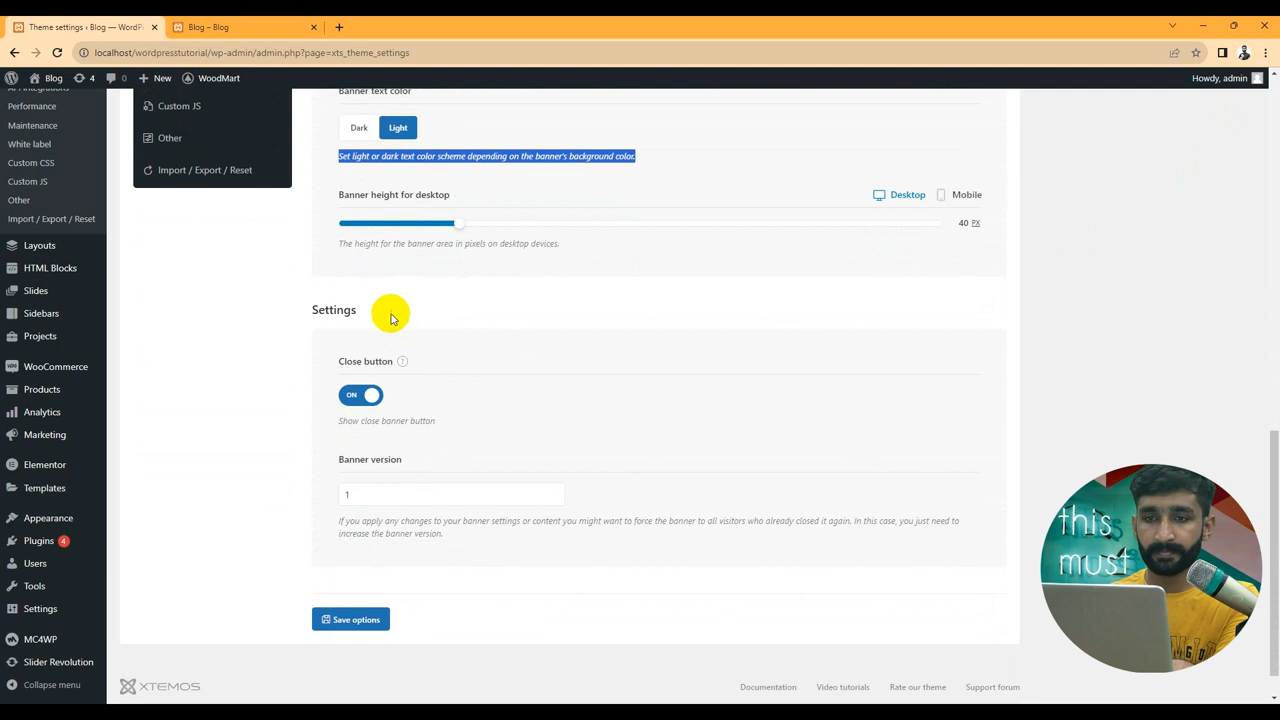 Theme settings ‹ Blog — WordPr
Blog – Blog
localhost/wordpresstutorial/wp-admin/admin.php?page=xts_theme_settings
Blog
4
0
New
WoodMart
Howdy, admin
API integrations
Performance
Maintenance
White label
Custom CSS
Custom JS
Other
Import / Export / Reset
Layouts
HTML Blocks
Slides
Sidebars
Projects
WooCommerce
Products
Analytics
Marketing
Elementor
Templates
Appearance
Plugins 4
Users
Tools
Settings
MC4WP
Slider Revolution
Collapse menu
Custom JS
Other
Import / Export / Reset
Banner text color
Dark
Light
Set light or dark text color scheme depending on the banner's background color.
Banner height for desktop
Desktop
Mobile
40 PX
The height for the banner area in pixels on desktop devices.
Settings
Close button ?
ON
Show close banner button
Banner version
1
If you apply any changes to your banner settings or content you might want to force the banner to all visitors who already closed it again. In this case, you just need to
increase the banner version.
Save options
this
must
XTEMOS
Documentation
Video tutorials
Rate our theme
Support forum